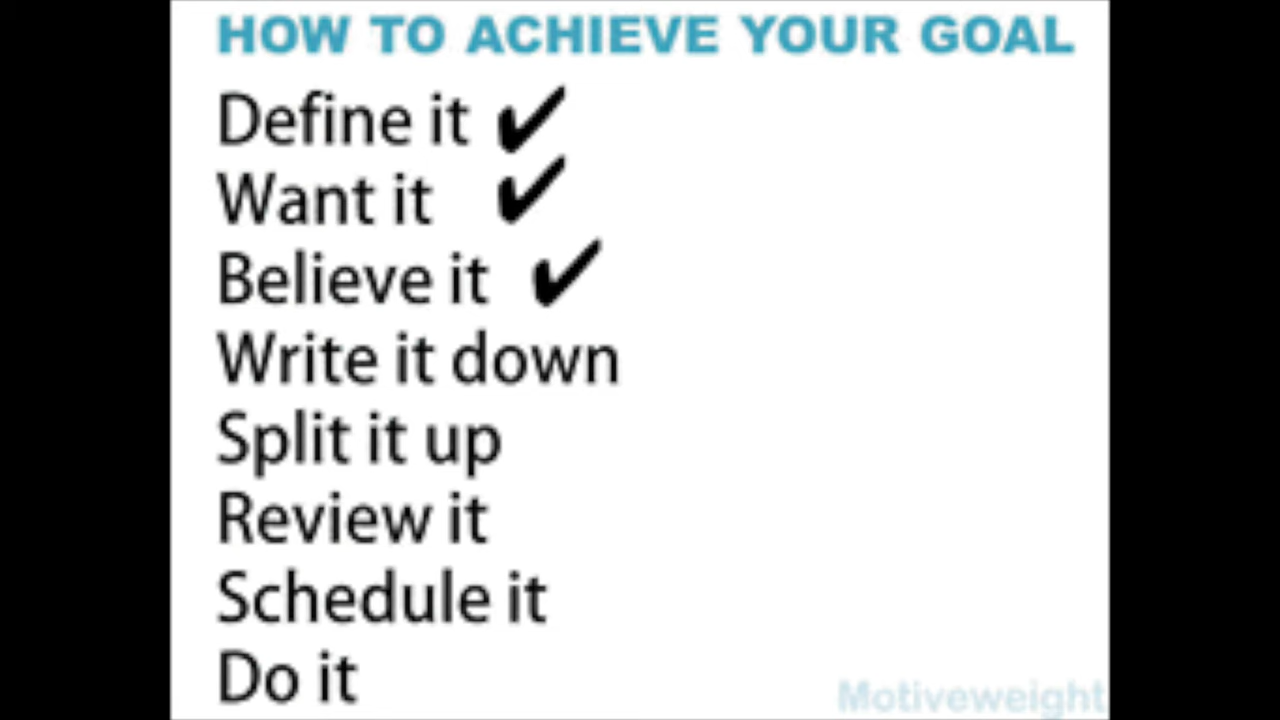 HOW TO ACHIEVE YOUR GOAL
Define it ✔
Want it ✔
Believe it ✔
Write it down
Split it up
Review it
Schedule it
Do it
Motiveweight